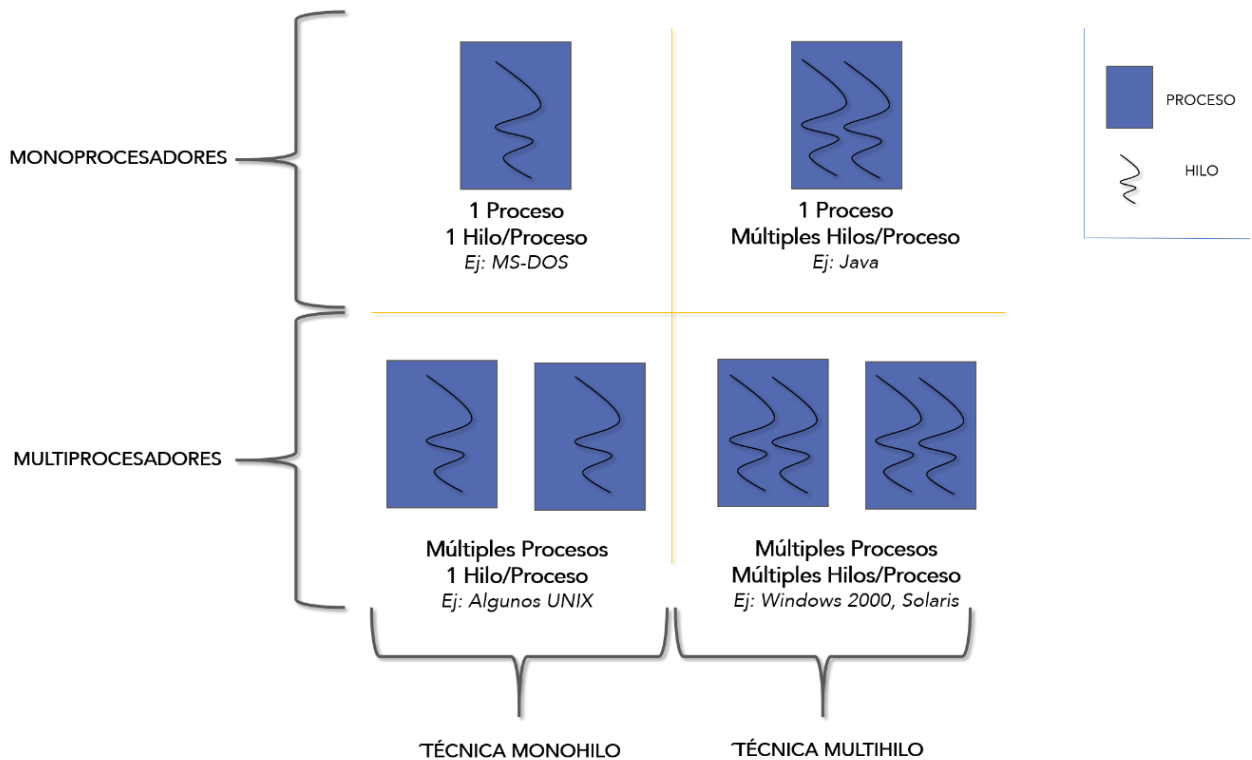 MONOPROCESADORES
1 Proceso
1 Hilo/Proceso
Ej: MS-DOS
1 Proceso
Múltiples Hilos/Proceso
Ej: Java
PROCESO
HILO
MULTIPROCESADORES
Múltiples Procesos
1 Hilo/Proceso
Ej: Algunos UNIX
Múltiples Procesos
Múltiples Hilos/Proceso
Ej: Windows 2000, Solaris
TÉCNICA MONOHILO
TÉCNICA MULTIHILO